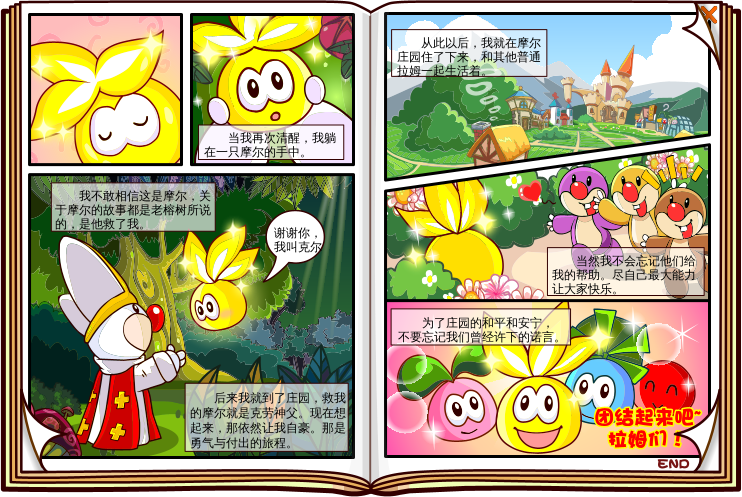 当我再次清醒，我躺
在一只摩尔的手中。
我不敢相信这是摩尔，关
于摩尔的故事都是老榕树所说
的，是他救了我。
谢谢你，
我叫克尔
后来我就到了庄园，救我
的摩尔就是克劳神父。现在想
起来，那依然让我自豪。那是
勇气与付出的旅程。
从此以后，我就在摩尔
庄园住了下来，和其他普通
拉姆一起生活着。
当然我不会忘记他们给
我的帮助。尽自己最大能力
让大家快乐。
为了庄园的和平和安宁，
不要忘记我们曾经许下的诺言。
团结起来吧~
拉姆们！
END